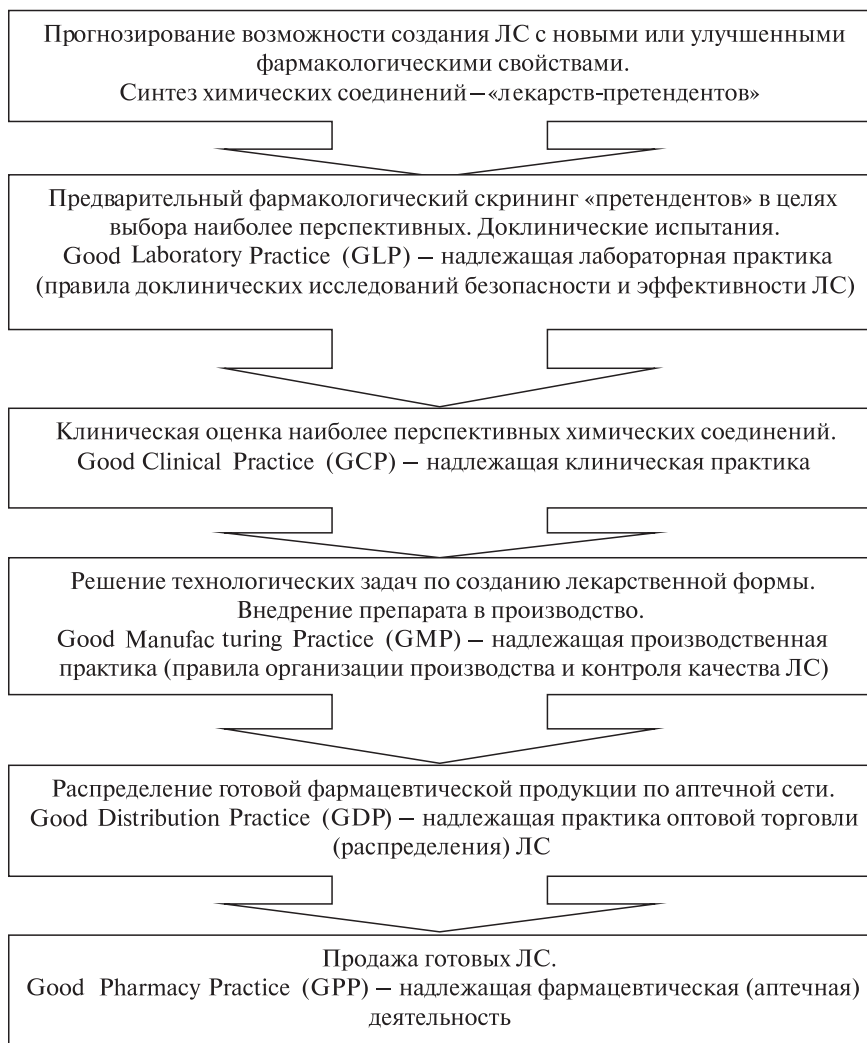 Прогнозирование возможности создания ЛС с новыми или улучшенными
фармакологическими свойствами.
Синтез химических соединений – «лекарств-претендентов»
Предварительный фармакологический скрининг «претендентов» в целях
выбора наиболее перспективных. Доклинические испытания.
Good Laboratory Practice (GLP) – надлежащая лабораторная практика
(правила доклинических исследований безопасности и эффективности ЛС)
Клиническая оценка наиболее перспективных химических соединений.
Good Clinical Practice (GCP) – надлежащая клиническая практика
Решение технологических задач по созданию лекарственной формы.
Внедрение препарата в производство.
Good Manufac turing Practice (GMP) – надлежащая производственная
практика (правила организации производства и контроля качества ЛС)
Распределение готовой фармацевтической продукции по аптечной сети.
Good Distribution Practice (GDP) – надлежащая практика оптовой торговли
(распределения) ЛС
Продажа готовых ЛС.
Good Pharmacy Practice (GPP) – надлежащая фармацевтическая (аптечная)
деятельность